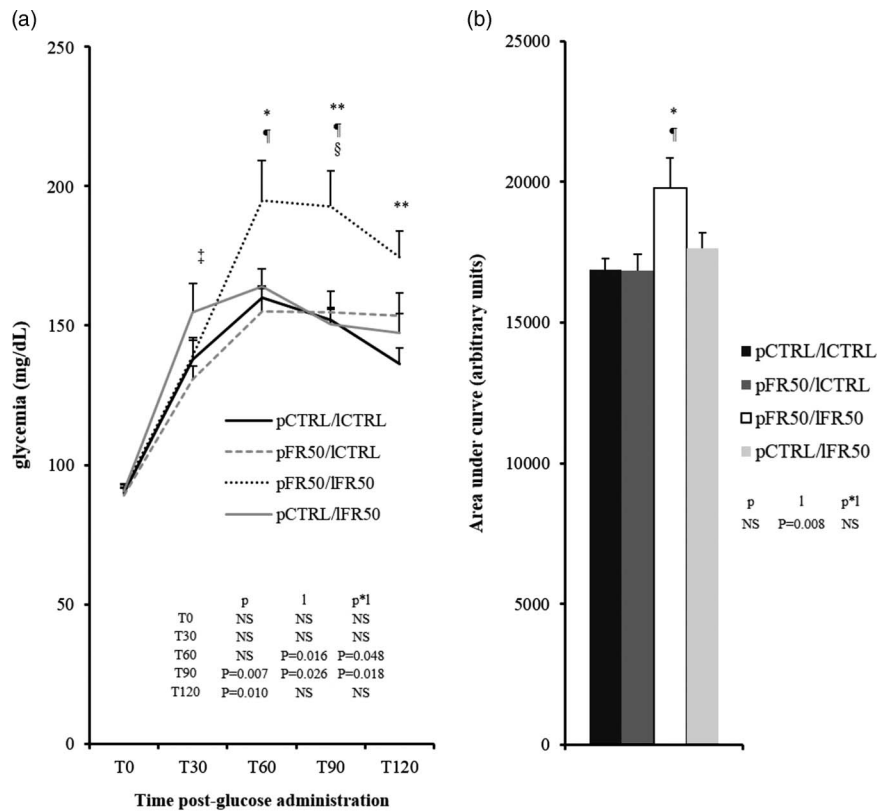 (a)
250
200
150
100
50
0
glycemia (mg/dL)
*
¶
**
¶
§
**
‡
pCTRL/lCTRL
pFR50/lCTRL
pFR50/lFR50
pCTRL/lFR50
p l p*l
T0 NS NS NS
T30 NS NS NS
T60 NS P=0.016 P=0.048
T90 P=0.007 P=0.026 P=0.018
T120 P=0.010 NS NS
T0 T30 T60 T90 T120
Time post-glucose administration
(b)
25000
20000
15000
10000
5000
0
Area under curve (arbitrary units)
*
¶
pCTRL/lCTRL
pFR50/lCTRL
pFR50/lFR50
pCTRL/lFR50
p l p*l
NS P=0.008 NS